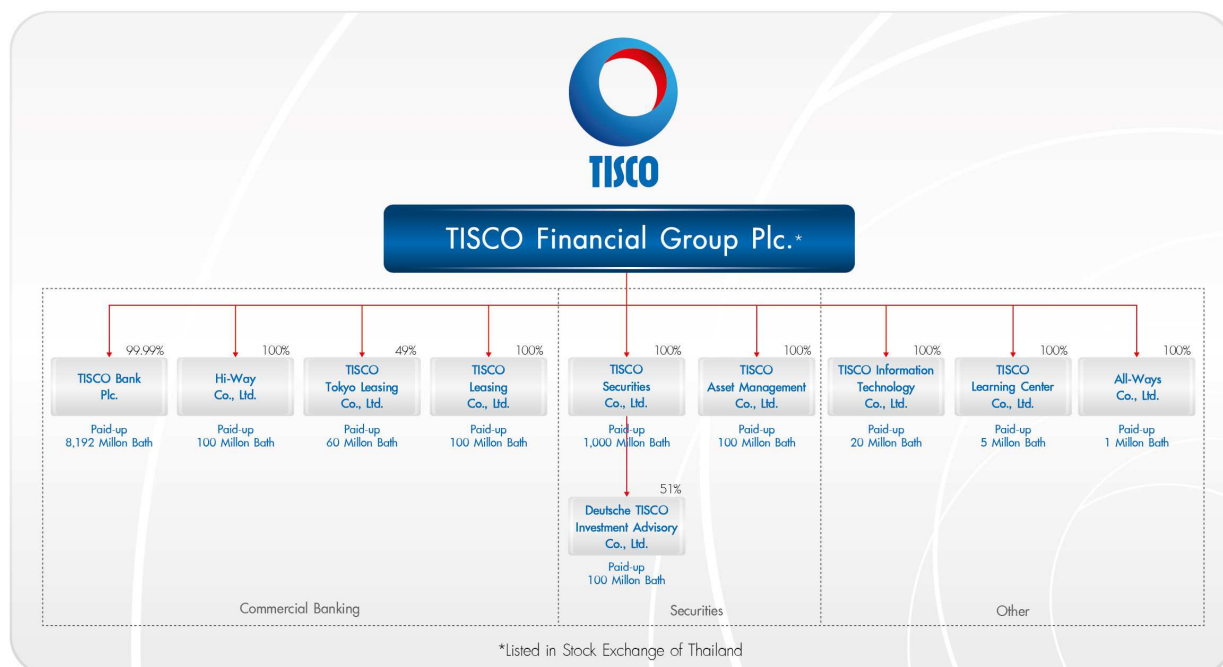 TISCO
TISCO Financial Group Plc.*
99.99%
TISCO Bank
Plc.
Paid-up
8,192 Millon Bath
100%
Hi-Way
Co., Ltd.
Paid-up
100 Millon Bath
49%
TISCO
Tokyo Leasing
Co., Ltd.
Paid-up
60 Millon Bath
100%
TISCO
Leasing
Co., Ltd.
Paid-up
100 Millon Bath
100%
TISCO
Securities
Co., Ltd.
Paid-up
1,000 Millon Bath
100%
TISCO
Asset Management
Co., Ltd.
Paid-up
100 Millon Bath
100%
TISCO Information
Technology
Co., Ltd.
Paid-up
20 Millon Bath
100%
TISCO
Learning Center
Co., Ltd.
Paid-up
5 Millon Bath
100%
All-Ways
Co., Ltd.
Paid-up
1 Millon Bath
51%
Deutsche TISCO
Investment Advisory
Co., Ltd.
Paid-up
100 Millon Bath
Commercial Banking
Securities
Other
*Listed in Stock Exchange of Thailand